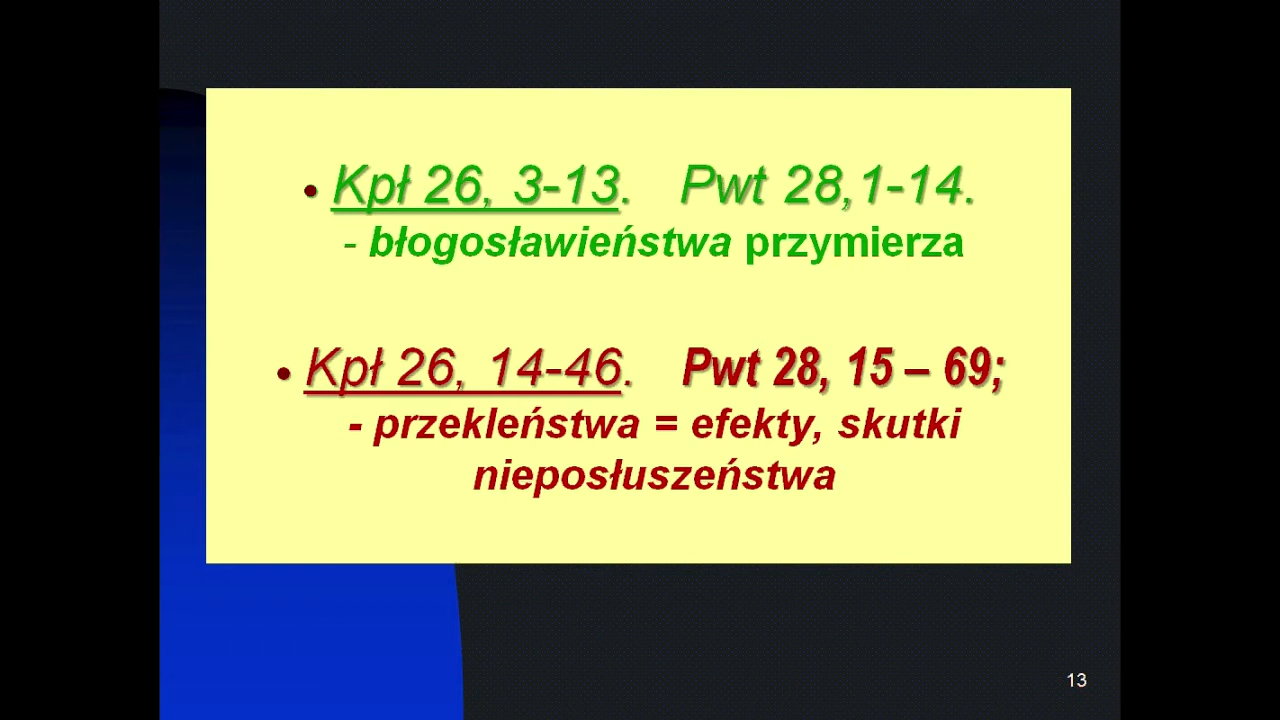 • Kpł 26, 3-13. Pwt 28,1-14.
- błogosławieństwa przymierza
• Kpł 26, 14-46. Pwt 28, 15 – 69;
- przekleństwa = efekty, skutki
nieposłuszeństwa
13